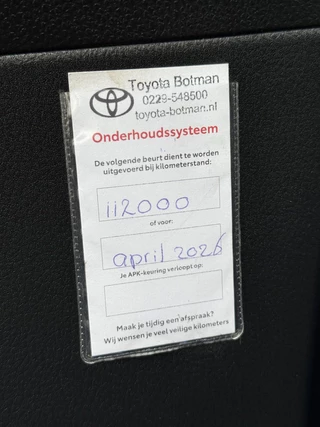 Toyota Botman
0229-548500
toyota-botman.nl
Onderhoudssysteem
De volgende beurt dient te worden
uitgevoerd bij kilometerstand:
112000
of voor:
april 2026
Je APK-keuring verloopt op:
Maak je tijdig een afspraak?
Wij wensen je veel veilige kilometers